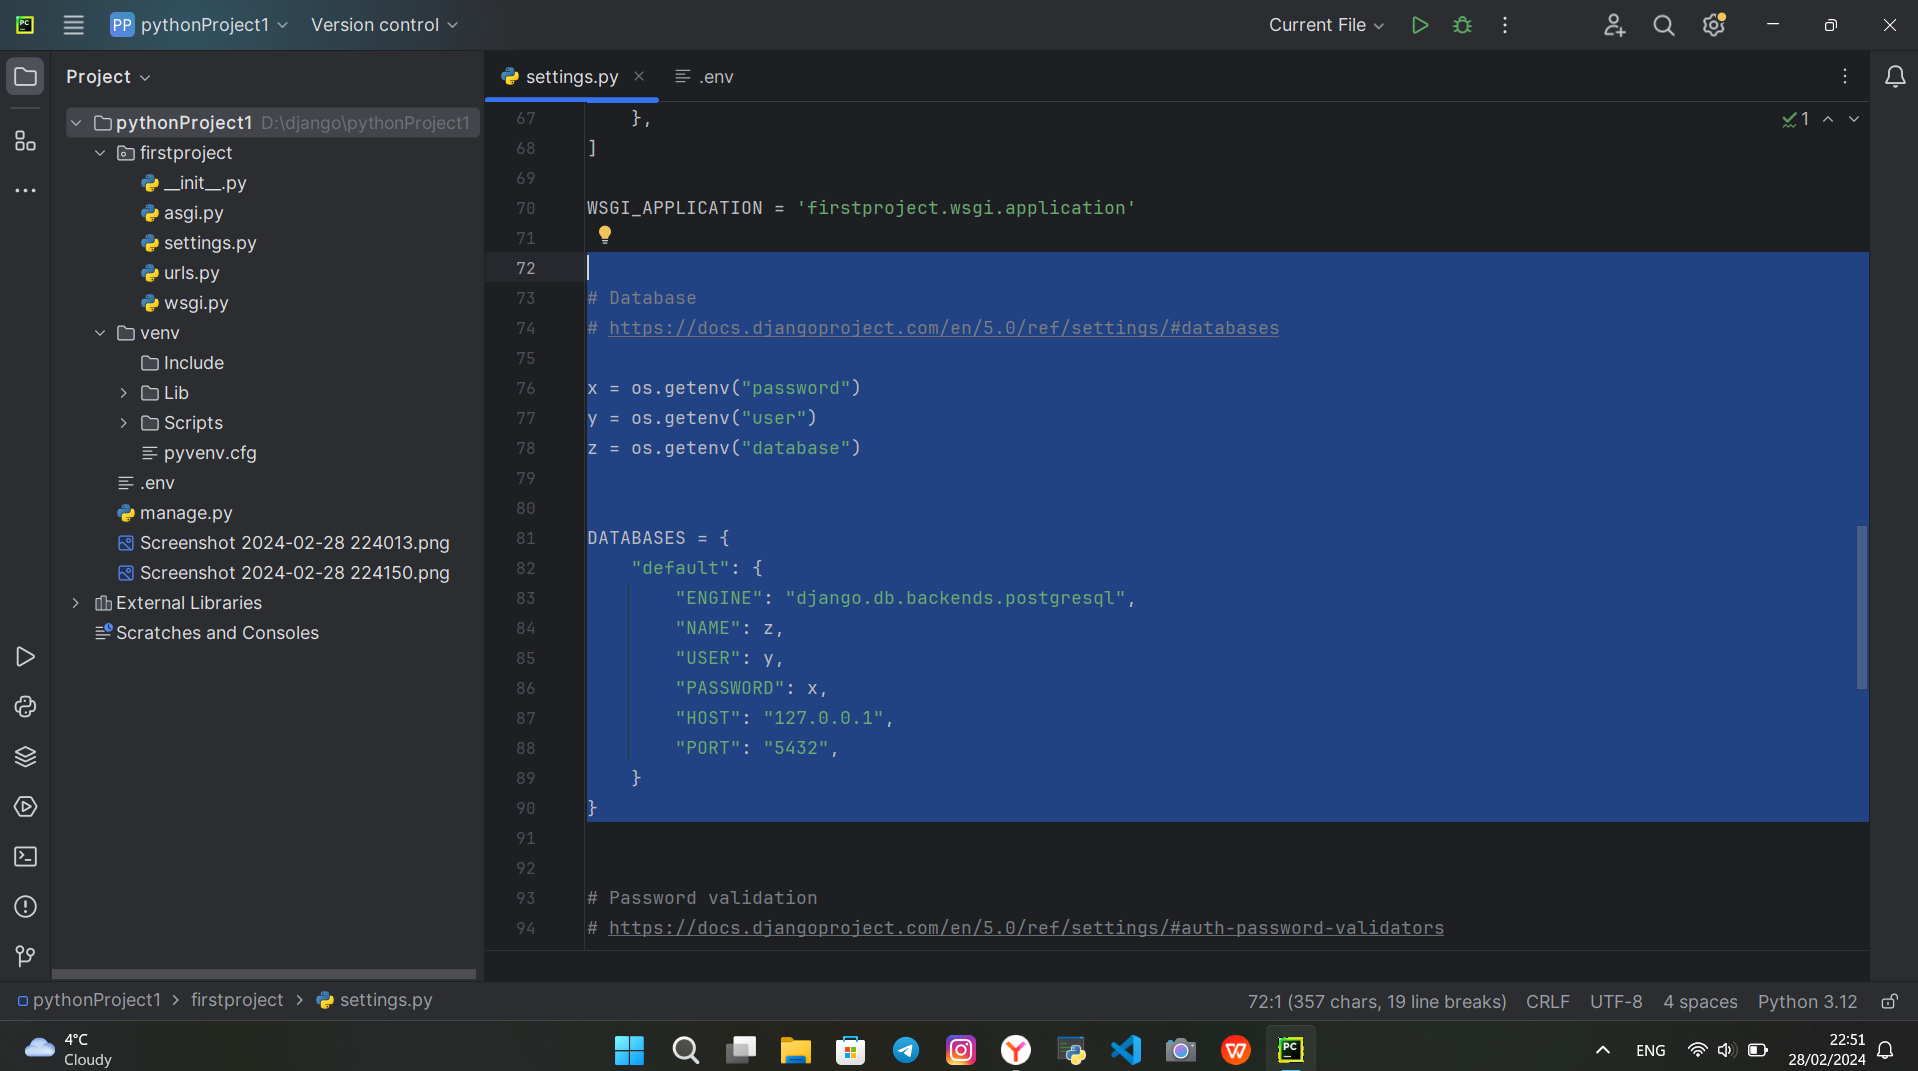 PP pythonProject1 Version control Current File
Project
settings.py
.env
pythonProject1 D:\django\pythonProject1
firstproject
__init__.py
asgi.py
settings.py
urls.py
wsgi.py
venv
Include
Lib
Scripts
pyvenv.cfg
.env
manage.py
Screenshot 2024-02-28 224013.png
Screenshot 2024-02-28 224150.png
External Libraries
Scratches and Consoles
1
67 },
68 ]
69
70 WSGI_APPLICATION = 'firstproject.wsgi.application'
71
72
73 # Database
74 # https://docs.djangoproject.com/en/5.0/ref/settings/#databases
75
76 x = os.getenv("password")
77 y = os.getenv("user")
78 z = os.getenv("database")
79
80
81 DATABASES = {
82 "default": {
83 "ENGINE": "django.db.backends.postgresql",
84 "NAME": z,
85 "USER": y,
86 "PASSWORD": x,
87 "HOST": "127.0.0.1",
88 "PORT": "5432",
89 }
90 }
91
92
93 # Password validation
94 # https://docs.djangoproject.com/en/5.0/ref/settings/#auth-password-validators
pythonProject1 > firstproject > settings.py
72:1 (357 chars, 19 line breaks) CRLF UTF-8 4 spaces Python 3.12
4°C
Cloudy
ENG
22:51
28/02/2024